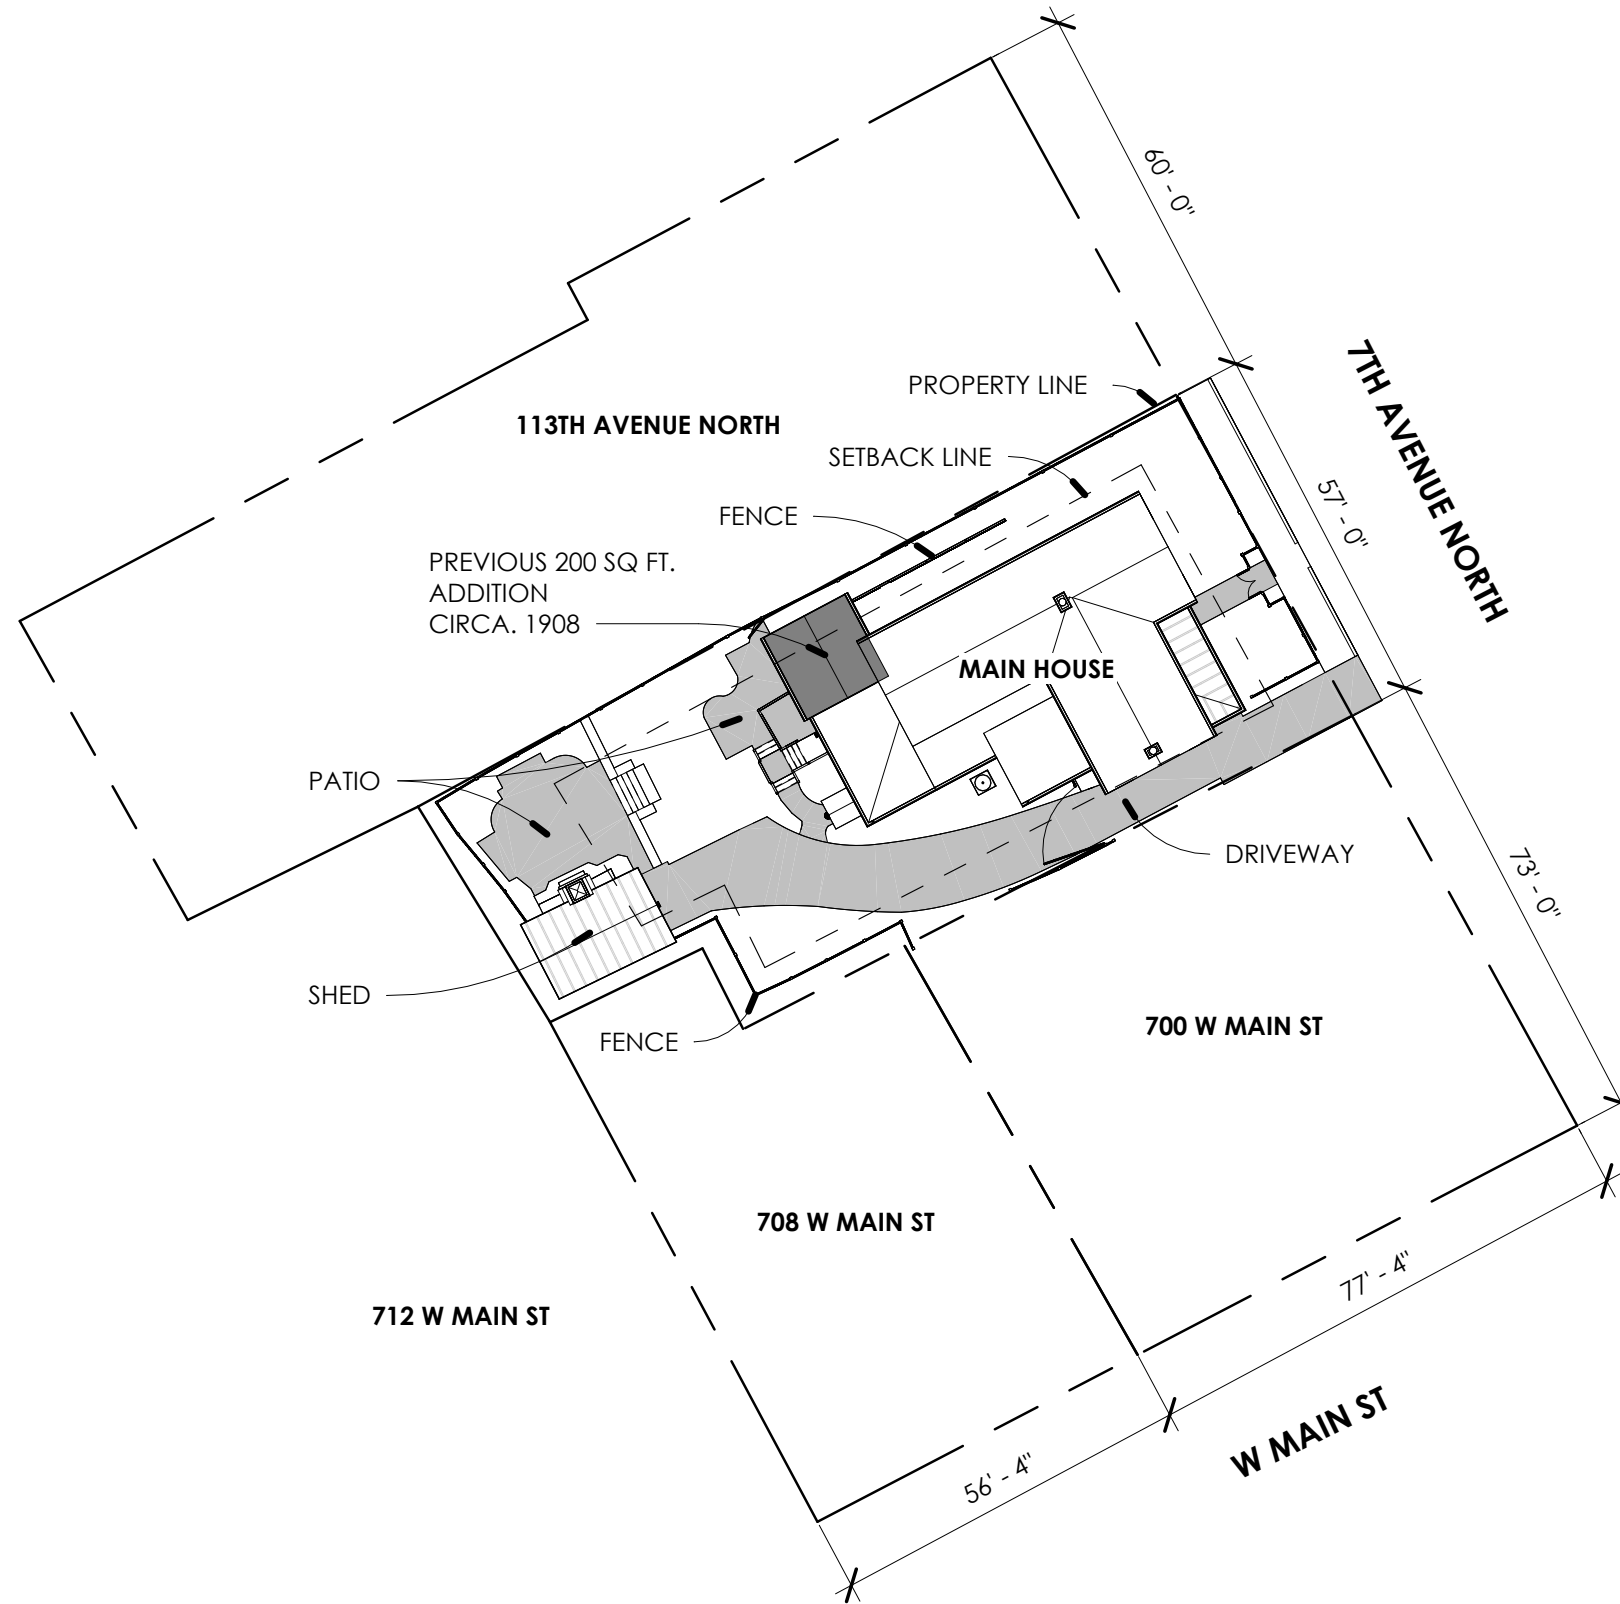 60' - 0"
7TH AVENUE NORTH
PROPERTY LINE
113TH AVENUE NORTH
SETBACK LINE
57' - 0"
FENCE
PREVIOUS 200 SQ FT.
ADDITION
CIRCA. 1908
MAIN HOUSE
PATIO
DRIVEWAY
73' - 0"
SHED
FENCE
700 W MAIN ST
708 W MAIN ST
712 W MAIN ST
77' - 4"
W MAIN ST
56' - 4"